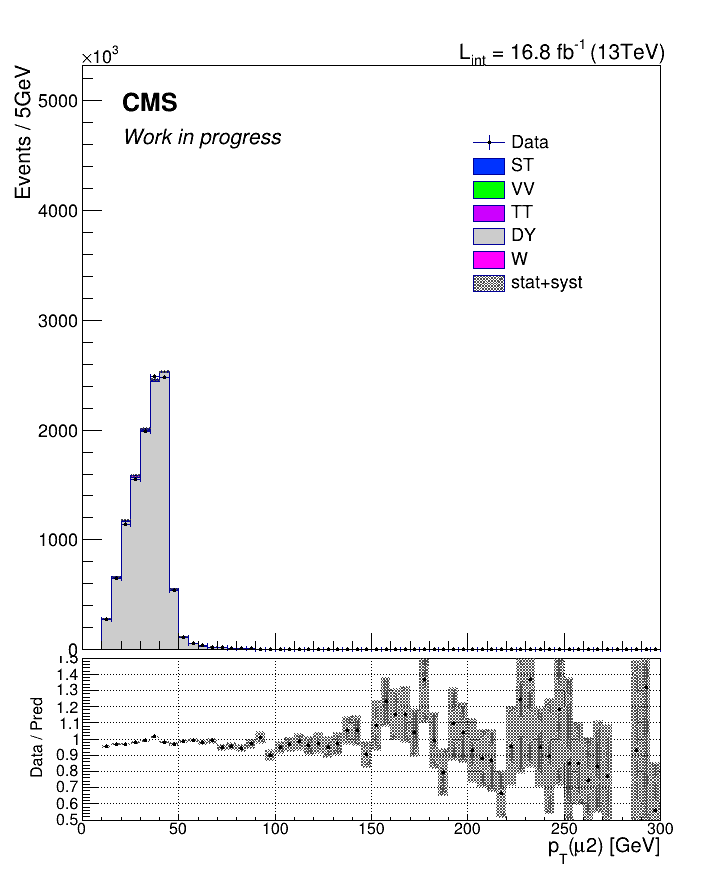 ×10³
L_int = 16.8 fb⁻¹ (13TeV)
Events / 5GeV
CMS
Work in progress
Data
ST
VV
TT
DY
W
stat+syst
5000
4000
3000
2000
1000
0
Data / Pred
1.5
1.4
1.3
1.2
1.1
1
0.9
0.8
0.7
0.6
0.5
0 50 100 150 200 250 300
p_T(μ2) [GeV]